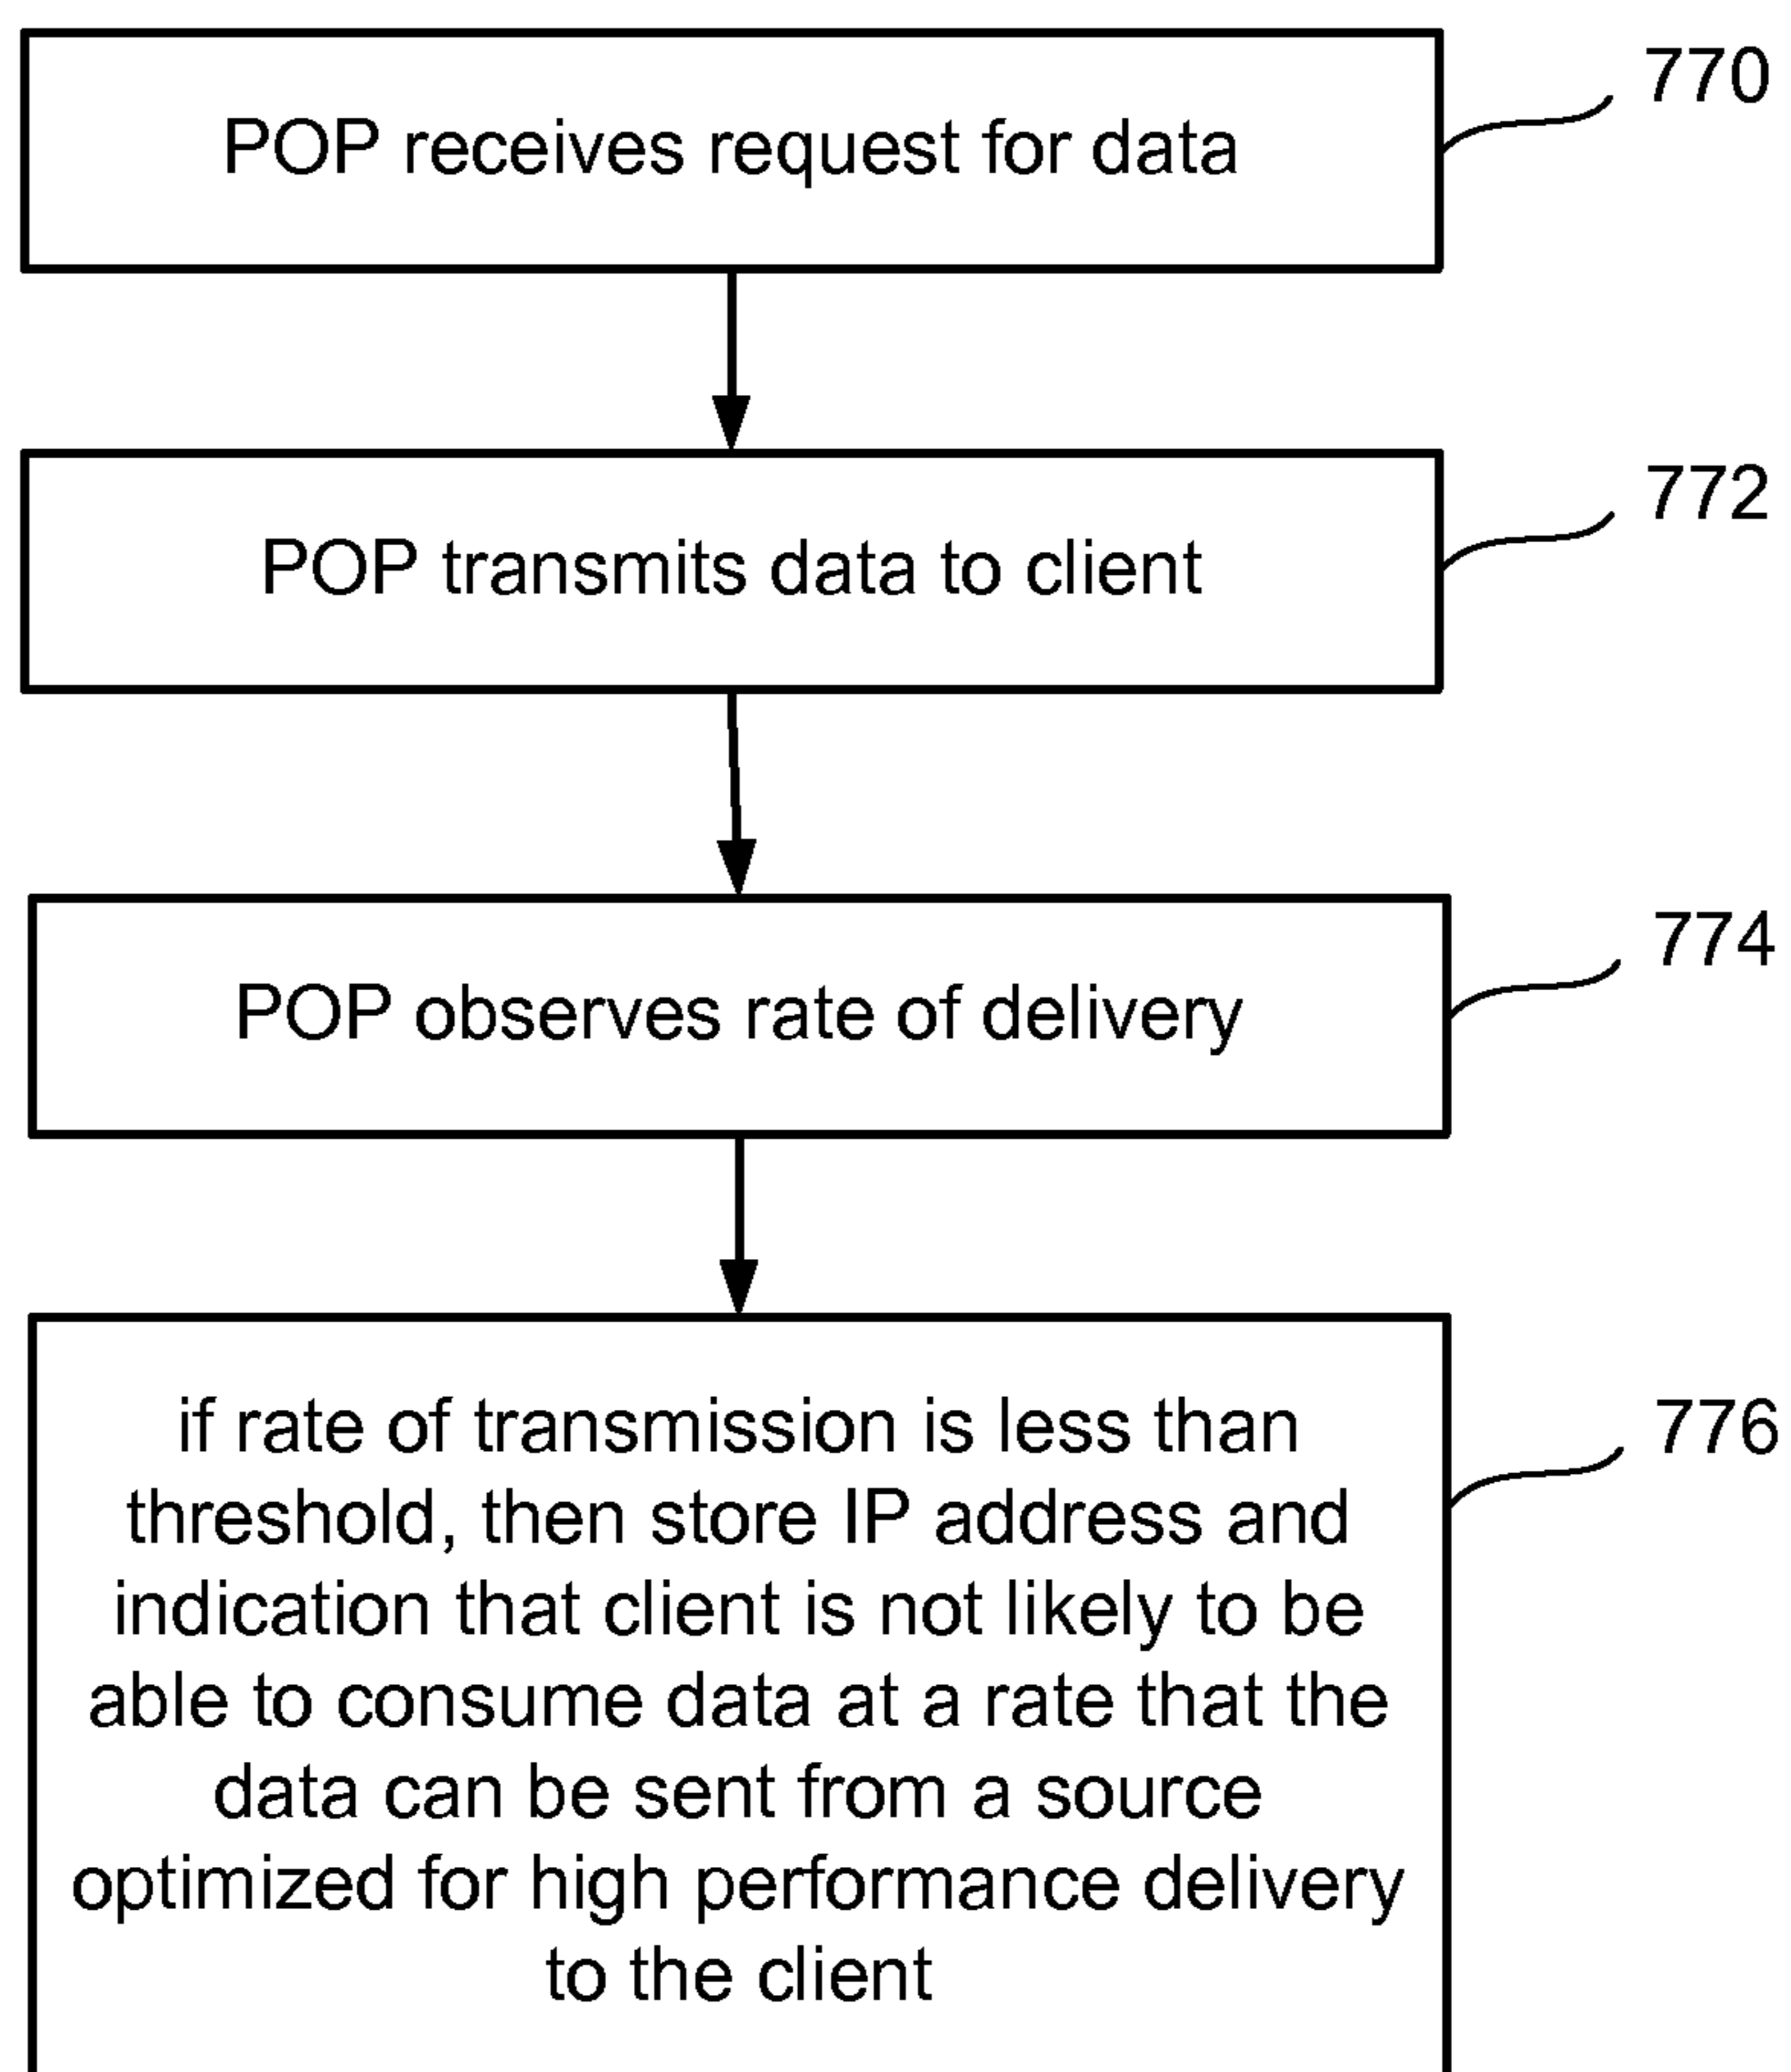 POP receives request for data
770
POP transmits data to client
772
POP observes rate of delivery
774
if rate of transmission is less than
threshold, then store IP address and
indication that client is not likely to be
able to consume data at a rate that the
data can be sent from a source
optimized for high performance delivery
to the client
776